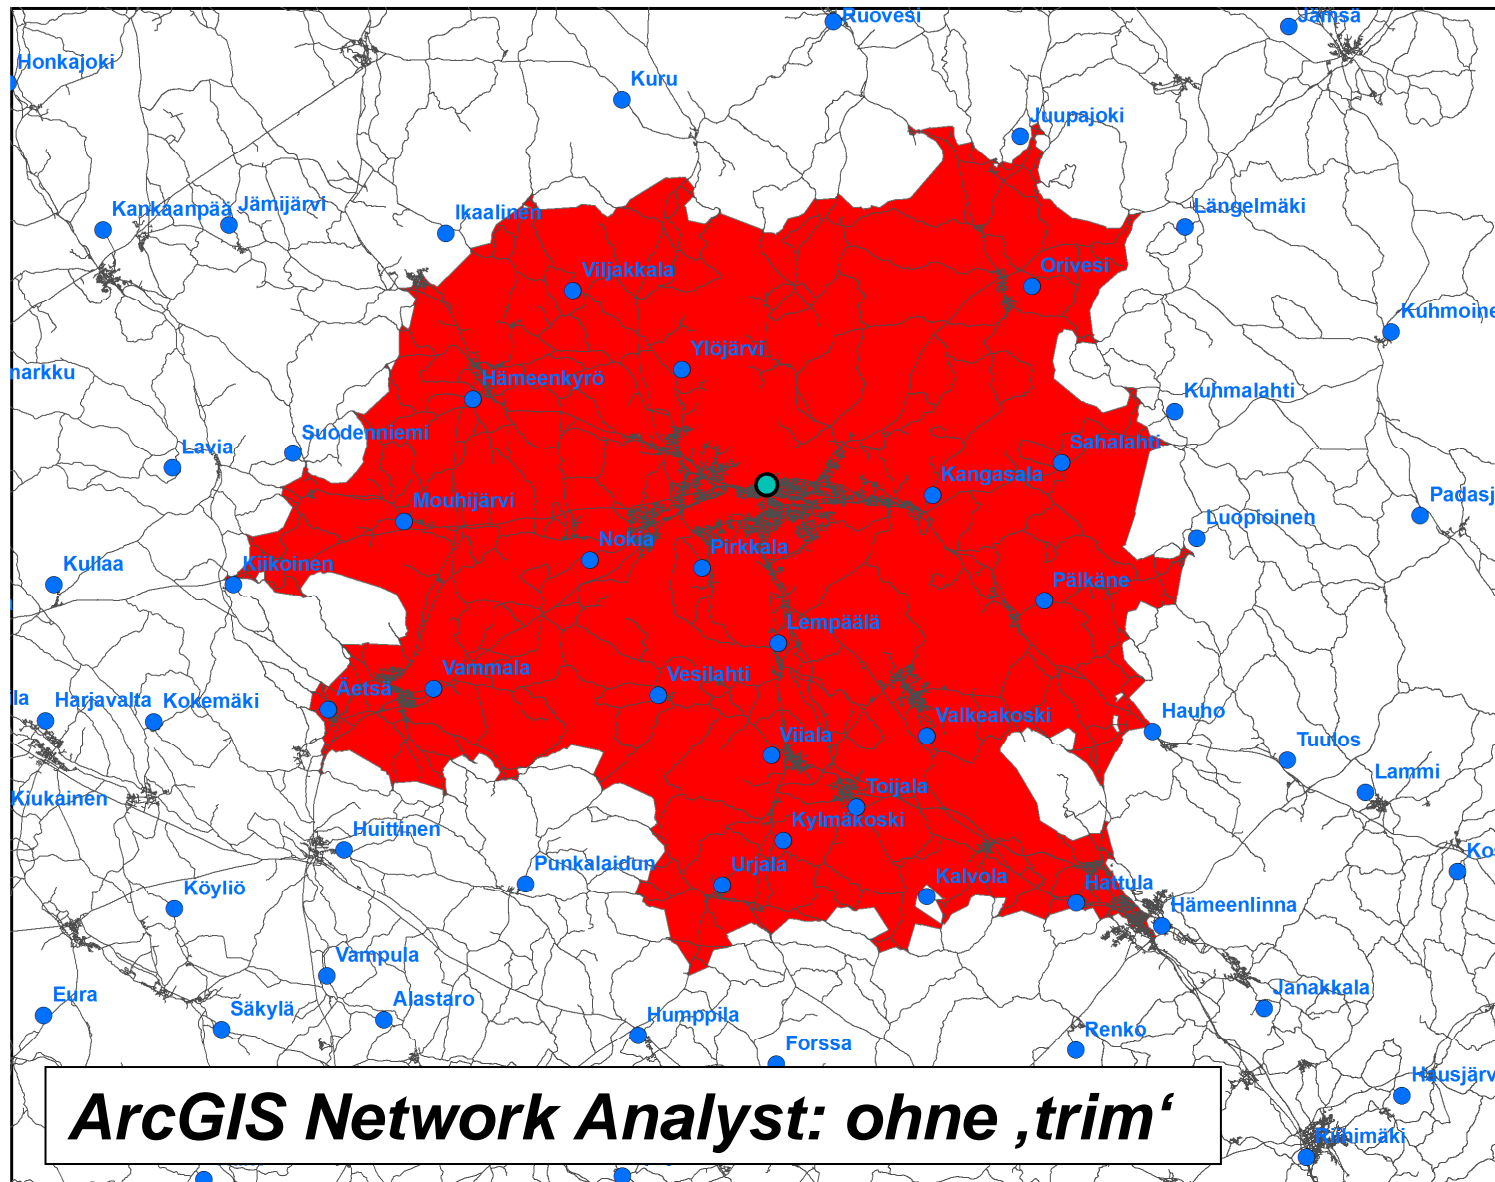 Ruovesi
Jämsä
Honkajoki
Kuru
Juupajoki
Kankaanpää
Jämijärvi
Ikaalinen
Längelmäki
Viljakkala
Orivesi
Kuhmoine
Ylöjärvi
narkku
Hämeenkyrö
Kuhmalahti
Lavia
Suodenniemi
Sahalahti
Kangasala
Mouhijärvi
Padasj
Luopioinen
Nokia
Pirkkala
Kullaa
Kiikoinen
Pälkäne
Lempäälä
Vammala
Vesilahti
Äetsä
ila
Harjavalta
Kokemäki
Valkeakoski
Hauho
Viiala
Tuulos
Lammi
Kiukainen
Toijala
Kylmäkoski
Huittinen
Kos
Punkalaidun
Urjala
Kalvola
Hattula
Köyliö
Hämeenlinna
Vampula
Eura
Säkylä
Alastaro
Janakkala
Humppila
Renko
Forssa
Hausjärv
ArcGIS Network Analyst: ohne ‚trim‘
Riihimäki